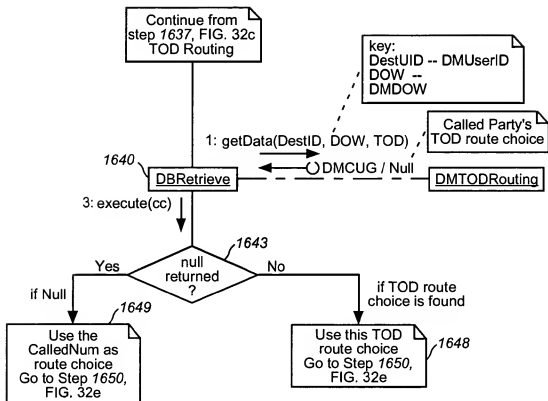 Continue from
step 1637, FIG. 32c
TOD Routing
key:
DestUID -- DMUserID
DOW --
DMDOW
1: getData(DestID, DOW, TOD)
Called Party's
TOD route choice
1640
DMCUG / Null
DBRetrieve
DMTODRouting
3: execute(cc)
1643
null
returned
?
Yes
No
if Null
if TOD route
choice is found
1649
Use the
CalledNum as
route choice
Go to Step 1650,
FIG. 32e
Use this TOD
route choice
Go to Step 1650,
FIG. 32e
1648